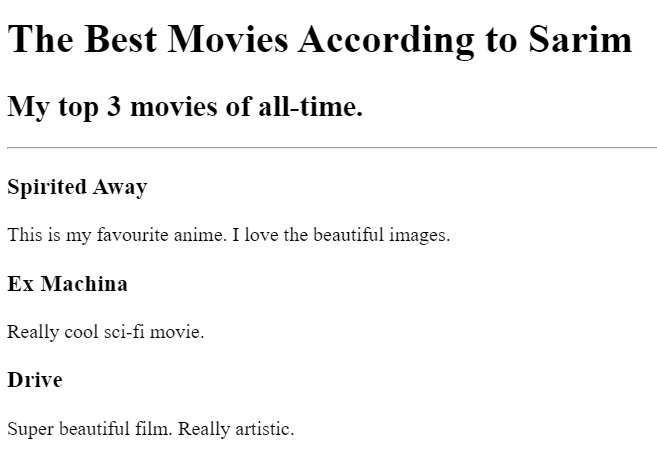 The Best Movies According to Sarim
My top 3 movies of all-time.
Spirited Away
This is my favourite anime. I love the beautiful images.
Ex Machina
Really cool sci-fi movie.
Drive
Super beautiful film. Really artistic.